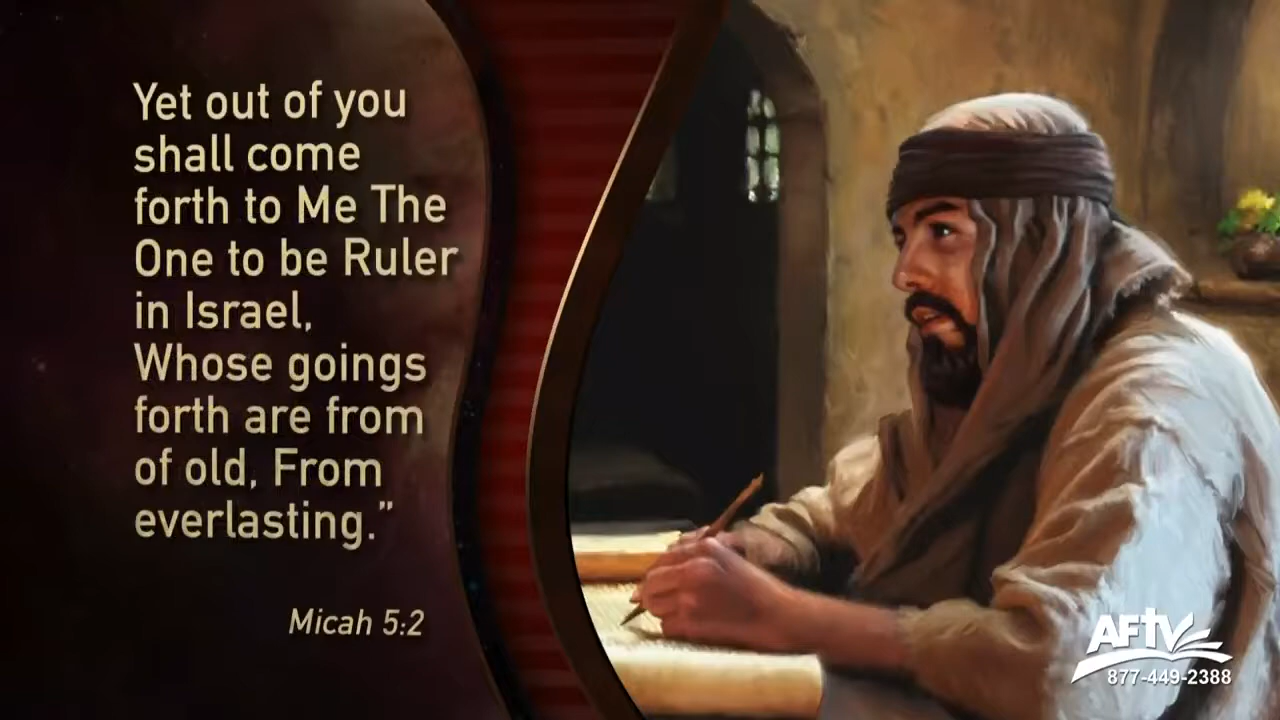 Yet out of you
shall come
forth to Me The
One to be Ruler
in Israel,
Whose goings
forth are from
of old, From
everlasting.”
Micah 5:2
AFTV
877-449-2388